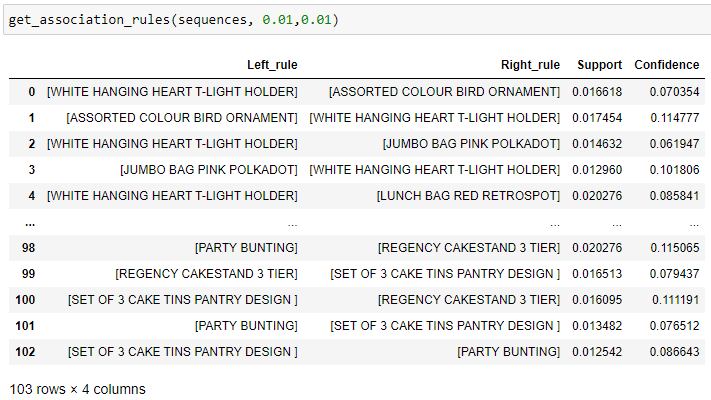 get_association_rules(sequences, 0.01,0.01)
Left_rule Right_rule Support Confidence
0 [WHITE HANGING HEART T-LIGHT HOLDER] [ASSORTED COLOUR BIRD ORNAMENT] 0.016618 0.070354
1 [ASSORTED COLOUR BIRD ORNAMENT] [WHITE HANGING HEART T-LIGHT HOLDER] 0.017454 0.114777
2 [WHITE HANGING HEART T-LIGHT HOLDER] [JUMBO BAG PINK POLKADOT] 0.014632 0.061947
3 [JUMBO BAG PINK POLKADOT] [WHITE HANGING HEART T-LIGHT HOLDER] 0.012960 0.101806
4 [WHITE HANGING HEART T-LIGHT HOLDER] [LUNCH BAG RED RETROSPOT] 0.020276 0.085841
... ... ... ... ...
98 [PARTY BUNTING] [REGENCY CAKESTAND 3 TIER] 0.020276 0.115065
99 [REGENCY CAKESTAND 3 TIER] [SET OF 3 CAKE TINS PANTRY DESIGN ] 0.016513 0.079437
100 [SET OF 3 CAKE TINS PANTRY DESIGN ] [REGENCY CAKESTAND 3 TIER] 0.016095 0.111191
101 [PARTY BUNTING] [SET OF 3 CAKE TINS PANTRY DESIGN ] 0.013482 0.076512
102 [SET OF 3 CAKE TINS PANTRY DESIGN ] [PARTY BUNTING] 0.012542 0.086643
103 rows × 4 columns